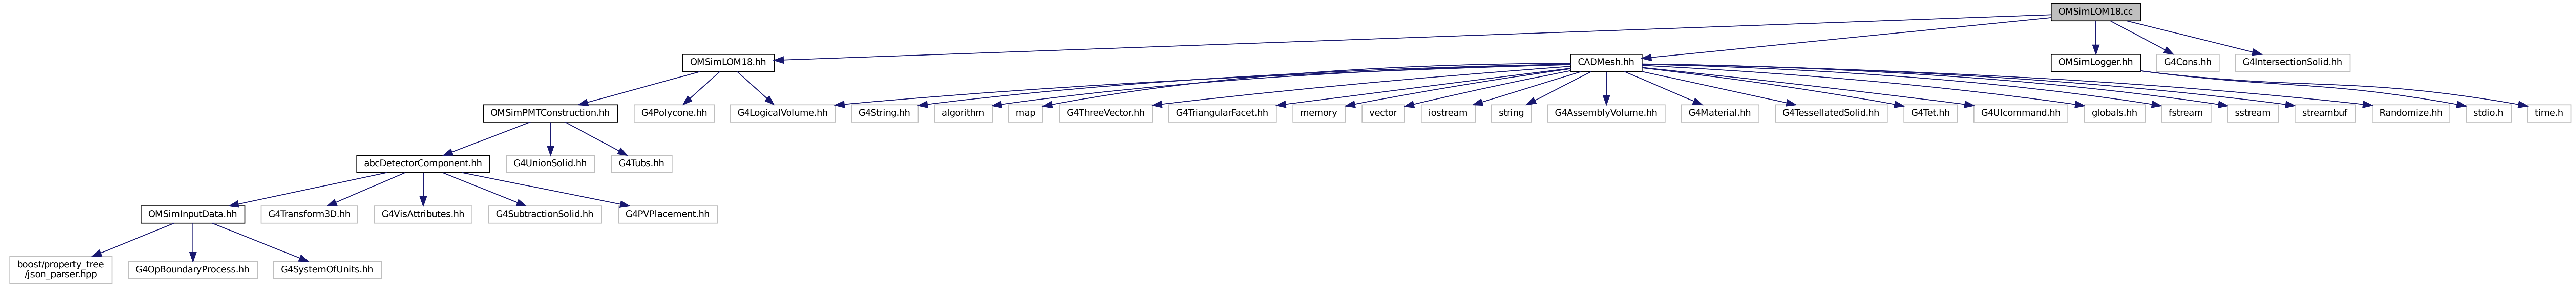 OMSimLOM18.cc
OMSimLOM18.hh
CADMesh.hh
OMSimLogger.hh
G4Cons.hh
G4IntersectionSolid.hh
OMSimPMTConstruction.hh
G4Polycone.hh
G4LogicalVolume.hh
G4String.hh
algorithm
map
G4ThreeVector.hh
G4TriangularFacet.hh
memory
vector
iostream
string
G4AssemblyVolume.hh
G4Material.hh
G4TessellatedSolid.hh
G4Tet.hh
G4UIcommand.hh
globals.hh
fstream
sstream
streambuf
Randomize.hh
stdio.h
time.h
abcDetectorComponent.hh
G4UnionSolid.hh
G4Tubs.hh
OMSimInputData.hh
G4Transform3D.hh
G4VisAttributes.hh
G4SubtractionSolid.hh
G4PVPlacement.hh
boost/property_tree
/json_parser.hpp
G4OpBoundaryProcess.hh
G4SystemOfUnits.hh